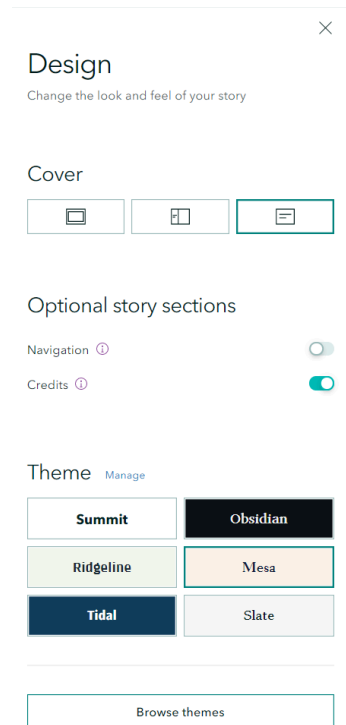 Design
Change the look and feel of your story
Cover
Optional story sections
Navigation
Credits
Theme Manage
Summit Obsidian
Ridgeline Mesa
Tidal Slate
Browse themes